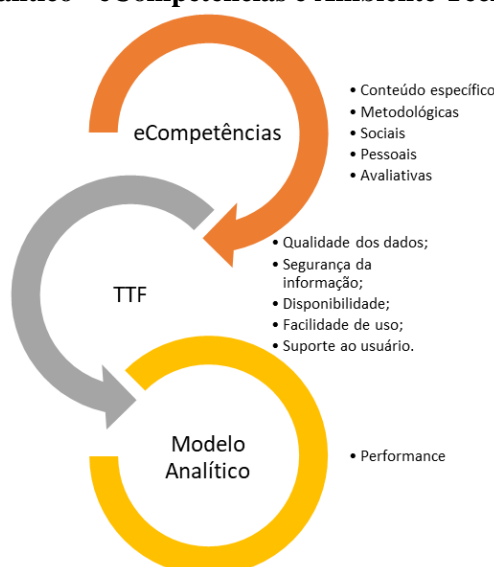 eCompetências
• Conteúdo específico
• Metodológicas
• Sociais
• Pessoais
• Avaliativas
TTF
• Qualidade dos dados;
• Segurança da
informação;
• Disponibilidade;
• Facilidade de uso;
• Suporte ao usuário.
Modelo
Analítico
• Performance